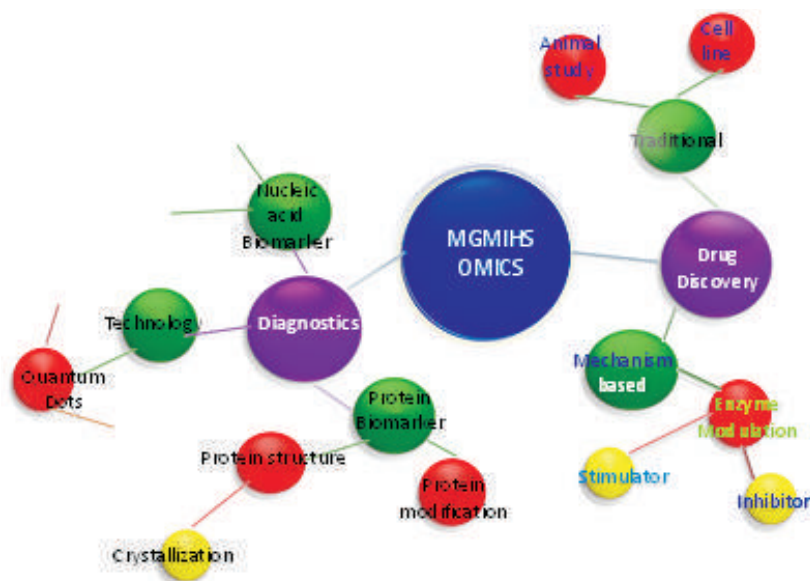 Animal
study
Cell
line
Traditional
Nucleic
acid
Biomarker
MGMIHS
OMICS
Drug
Discovery
Technology
Diagnostics
Quantum
Dots
Mechanism
based
Protein
Biomarker
Enzyme
Modulation
Protein structure
Protein
modification
Stimulator
Inhibitor
Crystallization